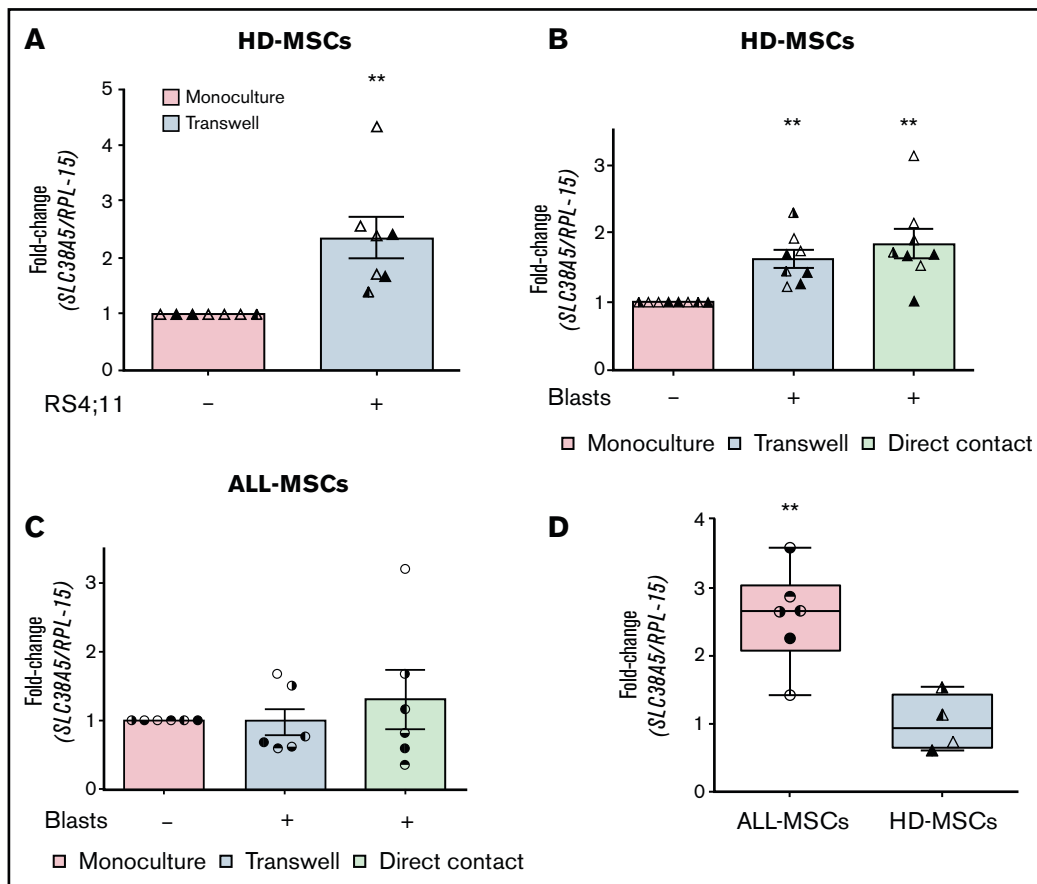 A
HD-MSCs
**
Monoculture
Transwell
Fold-change
(SLC38A5/RPL-15)
5
4
3
2
1
0
RS4;11 – +
B
HD-MSCs
** **
Fold-change
(SLC38A5/RPL-15)
3
2
1
0
Blasts – + +
Monoculture Transwell Direct contact
C
ALL-MSCs
Fold-change
(SLC38A5/RPL-15)
3
2
1
0
Blasts – + +
Monoculture Transwell Direct contact
D
**
Fold-change
(SLC38A5/RPL-15)
4
3
2
1
0
ALL-MSCs HD-MSCs